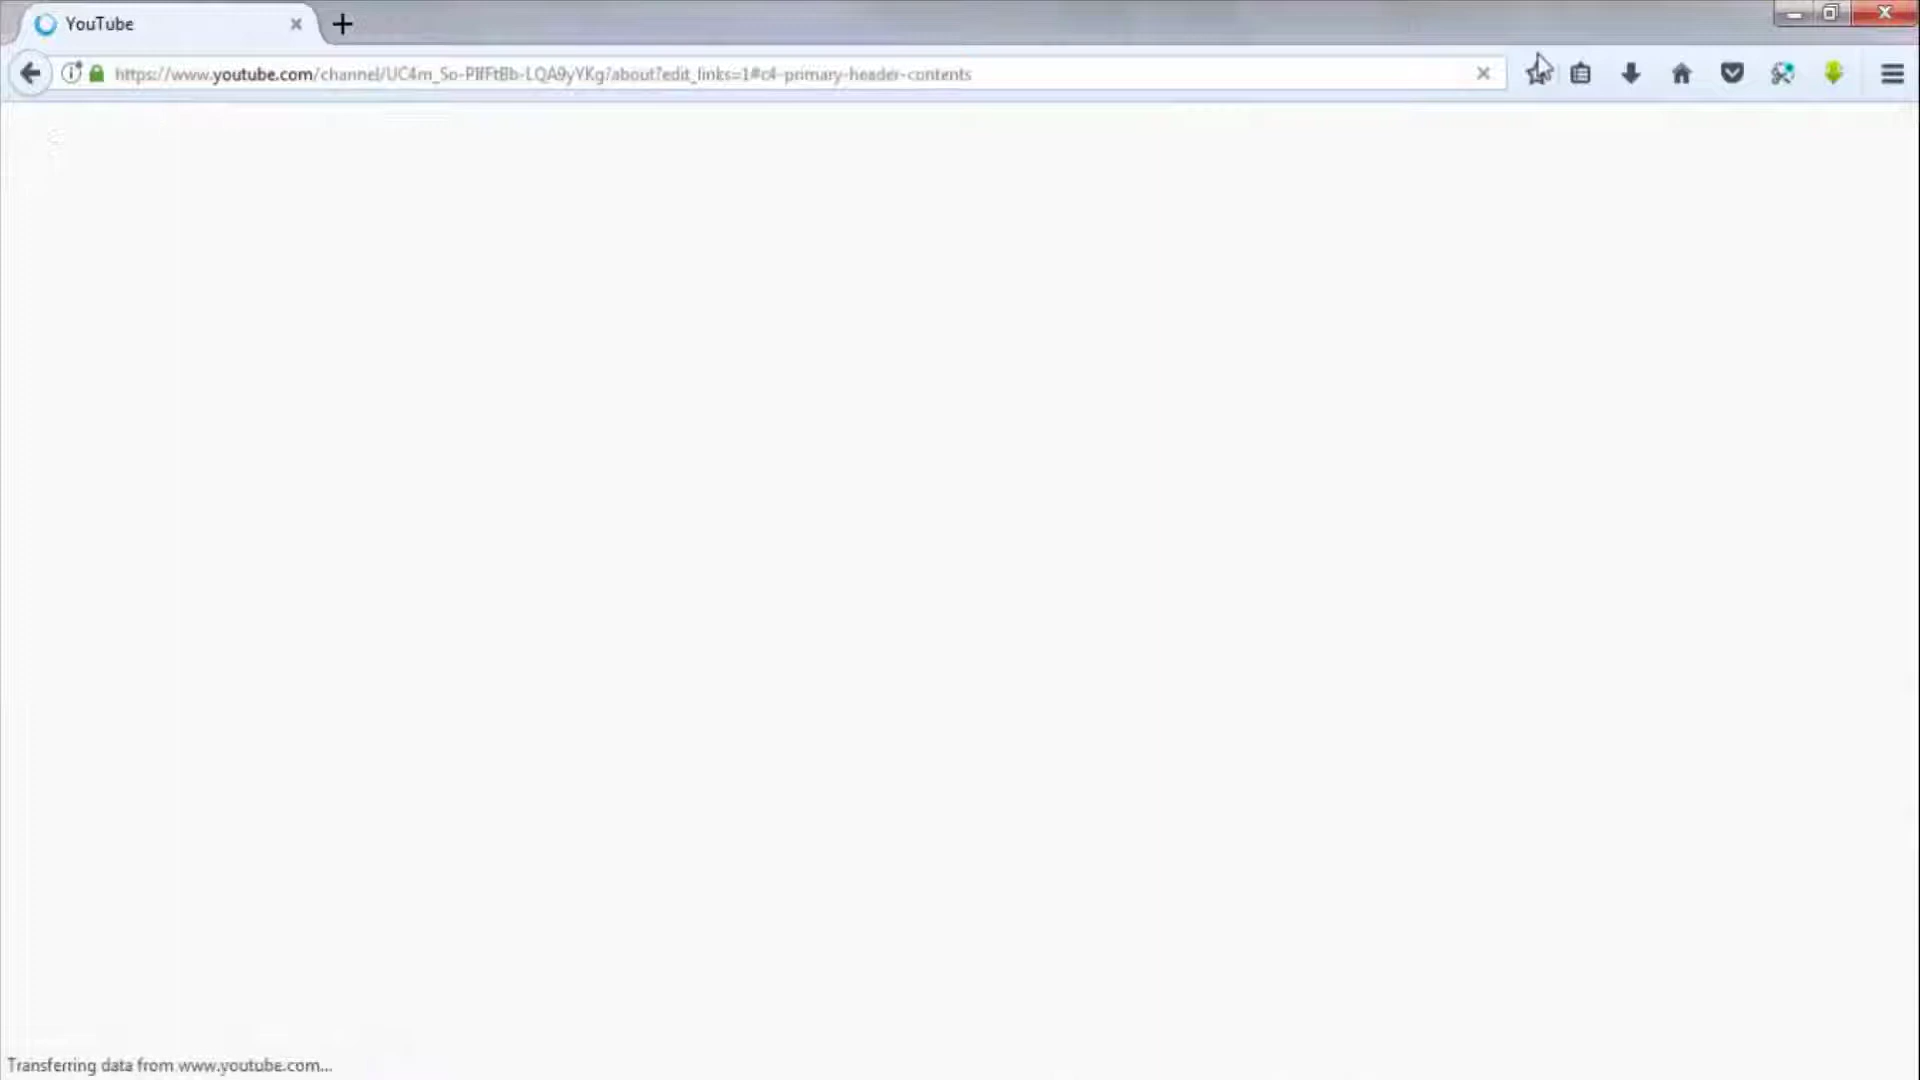 YouTube
https://www.youtube.com/channel/UC4m_So-PIfFtBb-LQA9yYKg?about?edit_links=1#c4-primary-header-contents
Transferring data from www.youtube.com...